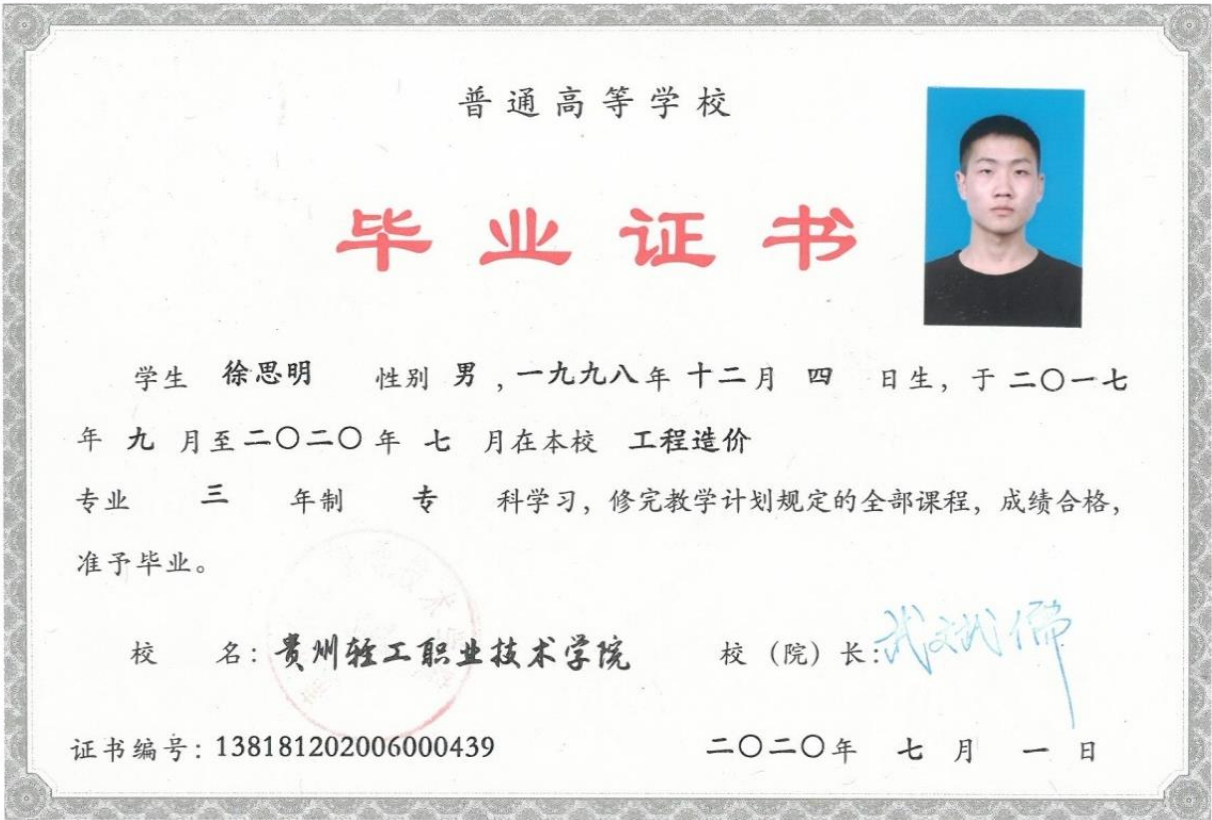 普通高等学校
毕业证书
学生 徐思明 性别 男 ,一九九八年 十二月 四 日生, 于 二〇一七
年 九 月至 二〇二〇 年 七 月在本校 工程造价
专业 三 年制 专 科学习, 修完教学计划规定的全部课程, 成绩合格,
准予毕业。
校 名: 贵州轻工职业技术学院 校 (院) 长:
证书编号: 138181202006000439 二〇二〇年 七 月 一 日